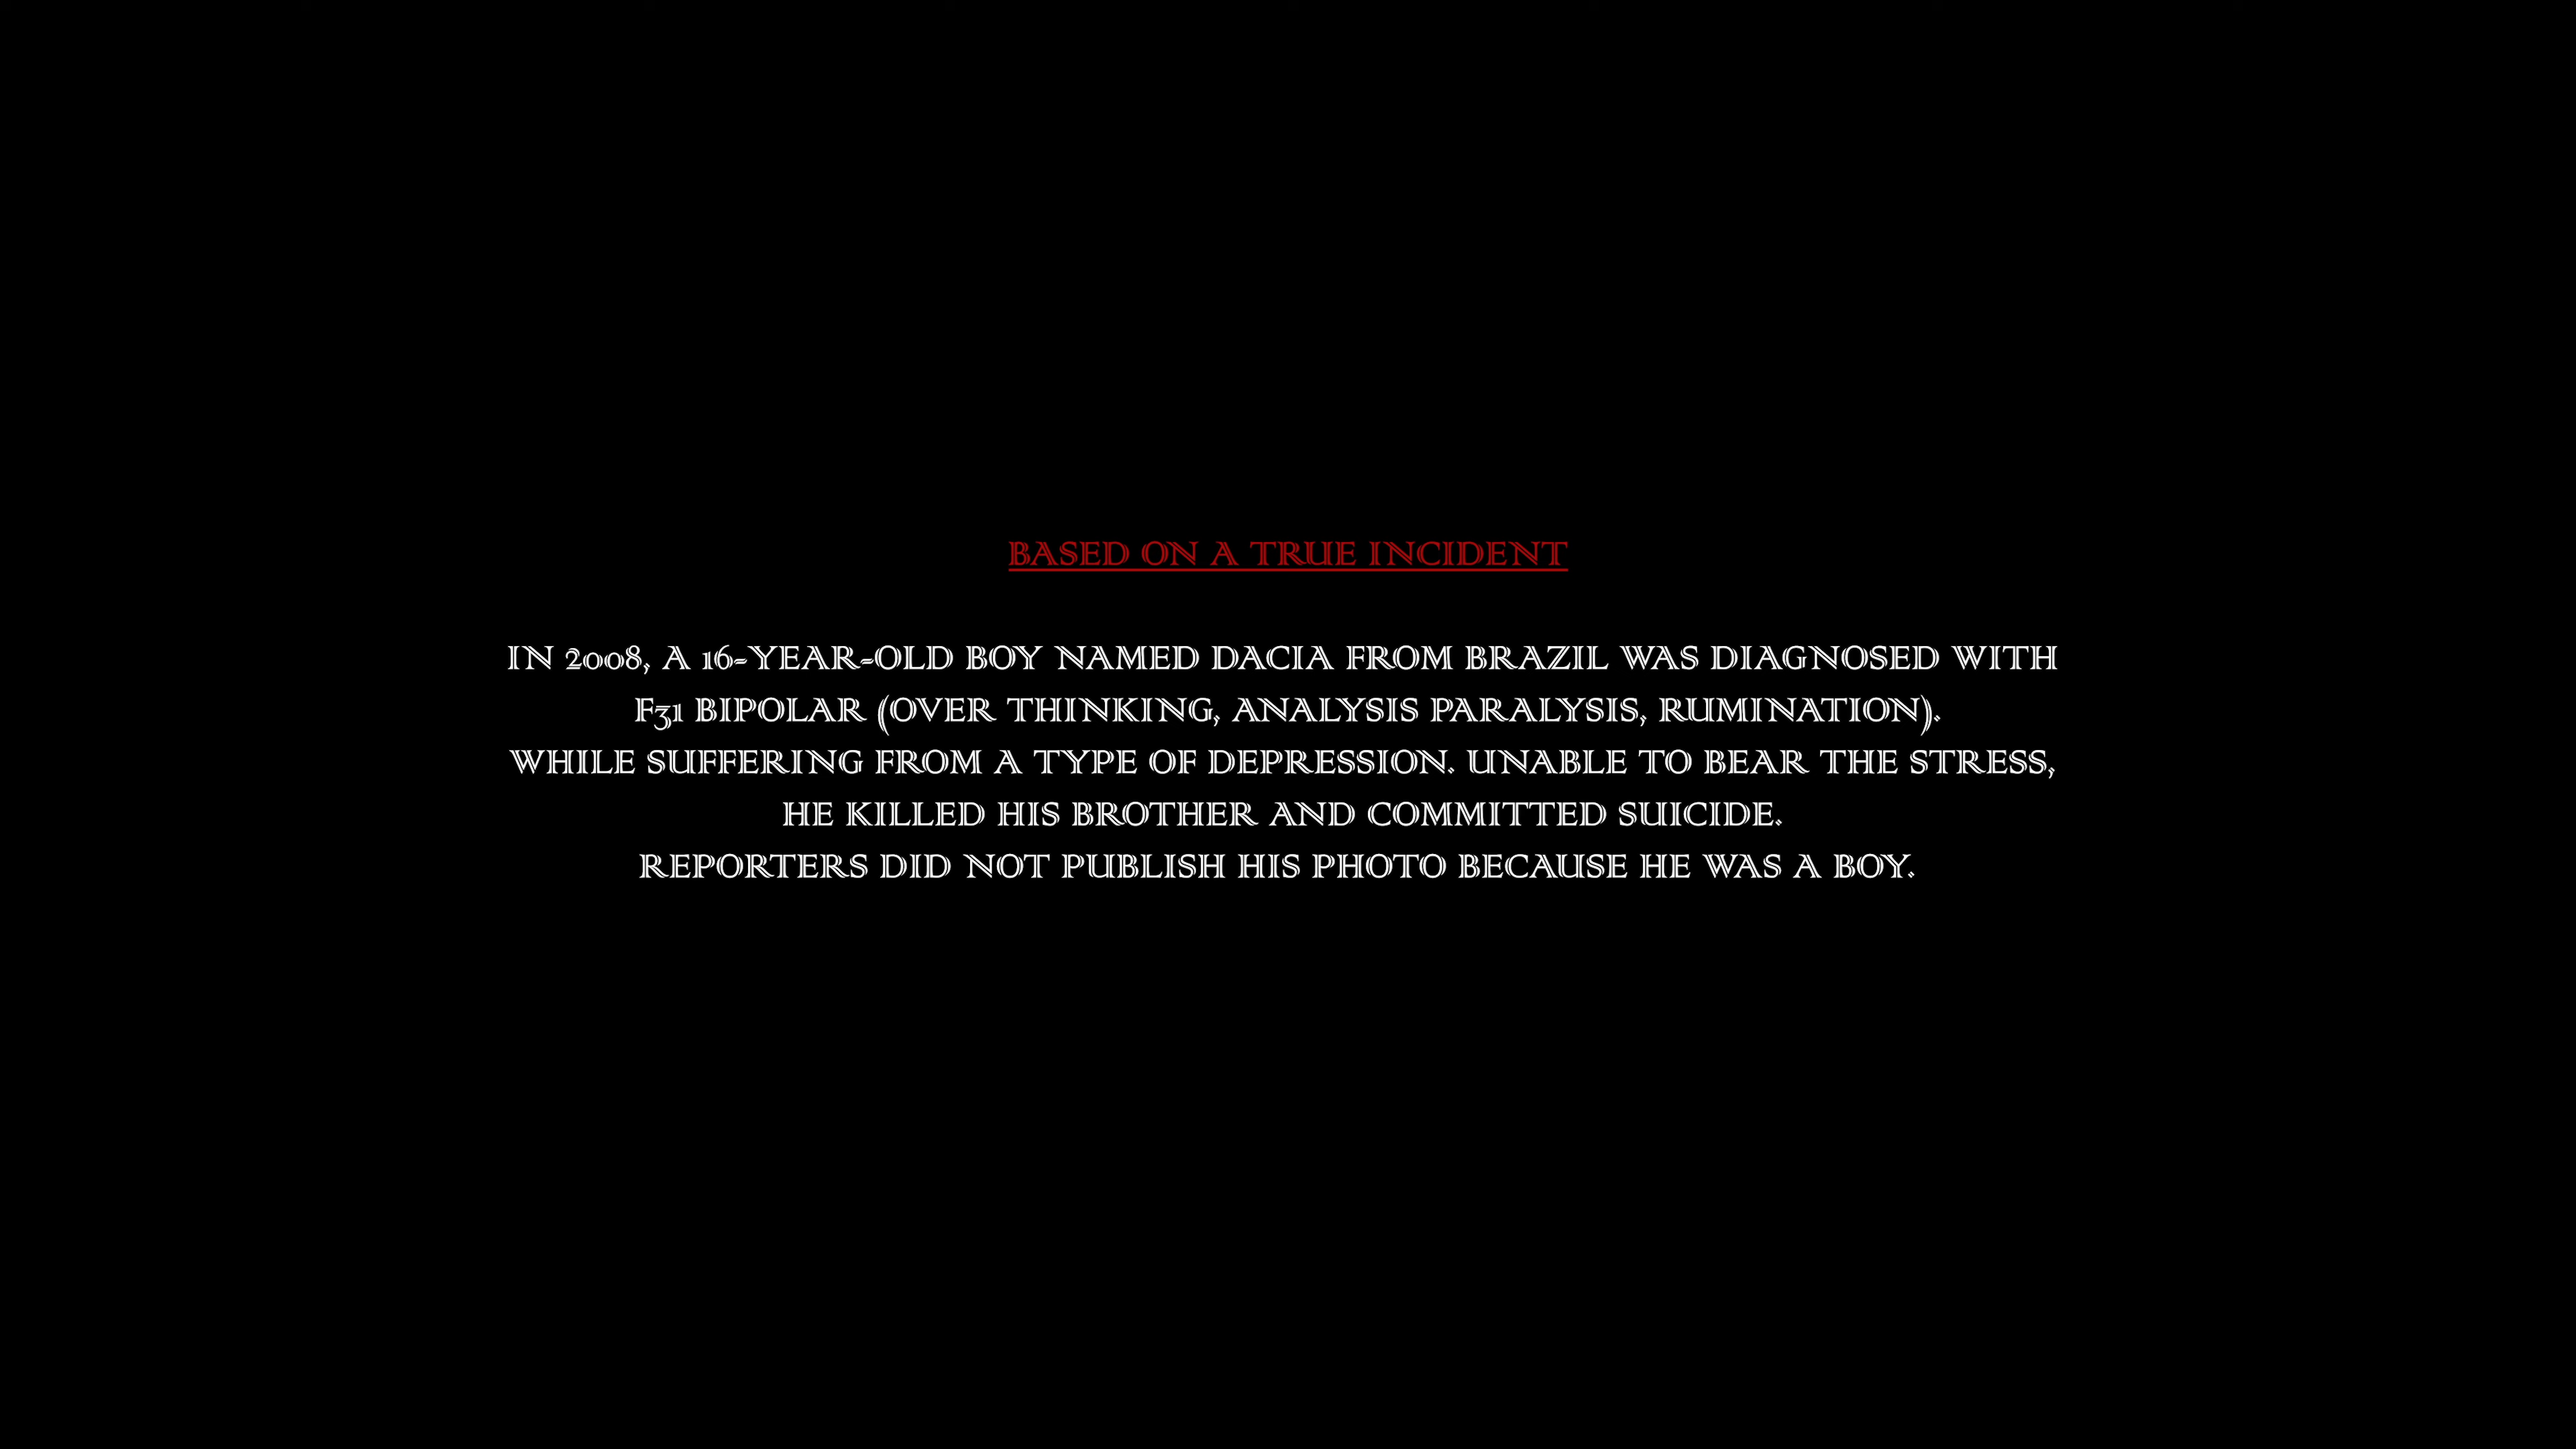 BASED ON A TRUE INCIDENT
IN 2008, A 16-YEAR-OLD BOY NAMED DACIA FROM BRAZIL WAS DIAGNOSED WITH
F31 BIPOLAR (OVER THINKING, ANALYSIS PARALYSIS, RUMINATION).
WHILE SUFFERING FROM A TYPE OF DEPRESSION. UNABLE TO BEAR THE STRESS,
HE KILLED HIS BROTHER AND COMMITTED SUICIDE.
REPORTERS DID NOT PUBLISH HIS PHOTO BECAUSE HE WAS A BOY.